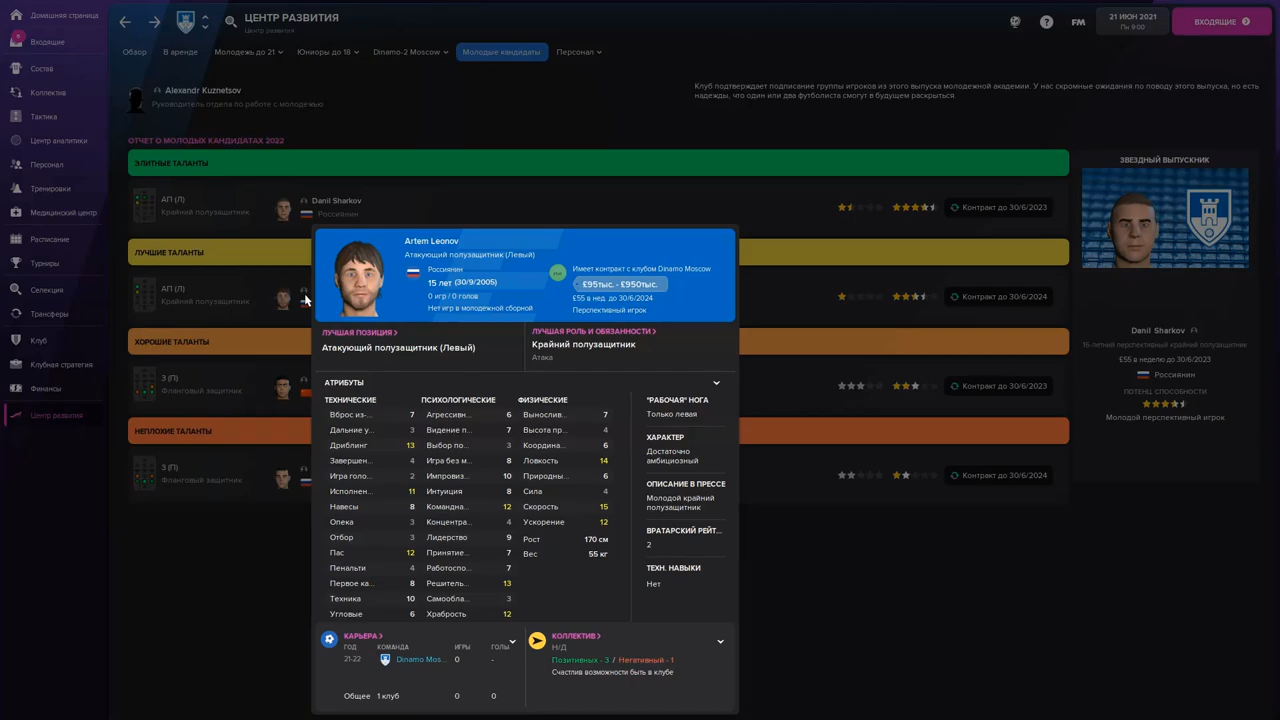 Домашняя страница
Входящие
Состав
Коллектив
Тактика
Центр аналитики
Персонал
Тренировки
Медицинский центр
Расписание
Турниры
Селекция
Трансферы
Клуб
Клубная стратегия
Финансы
Центр развития
ЦЕНТР РАЗВИТИЯ
Центр развития
FM
21 ИЮН 2021
Пн 9:00
ВХОДЯЩИЕ
Обзор
В аренде
Молодежь до 21
Юниоры до 18
Dinamo-2 Moscow
Молодые кандидаты
Персонал
Alexandr Kuznetsov
Руководитель отдела по работе с молодежью
Клуб подтверждает подписание группы игроков из этого выпуска молодежной академии. У нас скромные ожидания по поводу этого выпуска, но есть
надежды, что один или два футболиста смогут в будущем раскрыться.
ОТЧЕТ О МОЛОДЫХ КАНДИДАТАХ 2022
ЭЛИТНЫЕ ТАЛАНТЫ
АП (Л)
Крайний полузащитник
Danil Sharkov
Россиянин
Контракт до 30/6/2023
ЛУЧШИЕ ТАЛАНТЫ
АП (Л)
Крайний полузащитник
Контракт до 30/6/2024
ХОРОШИЕ ТАЛАНТЫ
З (П)
Фланговый защитник
Контракт до 30/6/2023
НЕПЛОХИЕ ТАЛАНТЫ
З (П)
Фланговый защитник
Контракт до 30/6/2024
Artem Leonov
Атакующий полузащитник (Левый)
Россиянин
15 лет (30/9/2005)
0 игр / 0 голов
Нет игр в молодежной сборной
Имеет контракт с клубом Dinamo Moscow
£95тыс. - £950тыс.
£55 в нед. до 30/6/2024
Перспективный игрок
ЛУЧШАЯ ПОЗИЦИЯ
Атакующий полузащитник (Левый)
ЛУЧШАЯ РОЛЬ И ОБЯЗАННОСТИ
Крайний полузащитник
Атака
АТРИБУТЫ
ТЕХНИЧЕСКИЕ
Вброс из-... 7
Дальние у... 3
Дриблинг 13
Завершен... 4
Игра голо... 2
Исполнен... 11
Навесы 8
Опека 3
Отбор 3
Пас 12
Пенальти 4
Первое ка... 8
Техника 10
Угловые 6
ПСИХОЛОГИЧЕСКИЕ
Агрессивн... 6
Видение п... 7
Выбор по... 3
Игра без м... 8
Импровиз... 10
Интуиция 8
Командна... 12
Концентра... 4
Лидерство 9
Принятие... 7
Работоспо... 7
Решитель... 13
Самообла... 3
Храбрость 12
ФИЗИЧЕСКИЕ
Вынослив... 7
Высота пр... 4
Координа... 6
Ловкость 14
Природны... 6
Сила 4
Скорость 15
Ускорение 12
Рост 170 см
Вес 55 кг
"РАБОЧАЯ" НОГА
Только левая
ХАРАКТЕР
Достаточно
амбициозный
ОПИСАНИЕ В ПРЕССЕ
Молодой крайний
полузащитник
ВРАТАРСКИЙ РЕЙТ...
2
ТЕХН. НАВЫКИ
Нет
КАРЬЕРА
ГОД КОМАНДА ИГРЫ ГОЛЫ
21-22 Dinamo Mos... 0 -
Общее 1 клуб 0 0
КОЛЛЕКТИВ
Н/Д
Позитивных - 3 / Негативный - 1
Счастлив возможности быть в клубе
ЗВЕЗДНЫЙ ВЫПУСКНИК
Danil Sharkov
16-летний перспективный крайний полузащитник
£55 в неделю до 30/6/2023
Россиянин
ПОТЕНЦ. СПОСОБНОСТИ
Молодой перспективный игрок